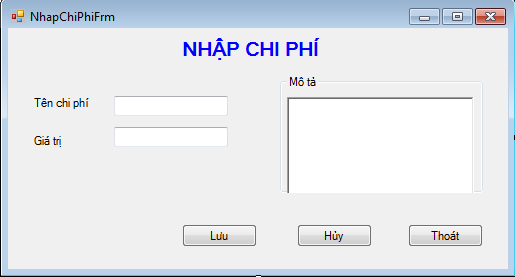 NhapChiPhiFrm
NHẬP CHI PHÍ
Mô tả
Tên chi phí
Giá trị
Lưu
Hủy
Thoát